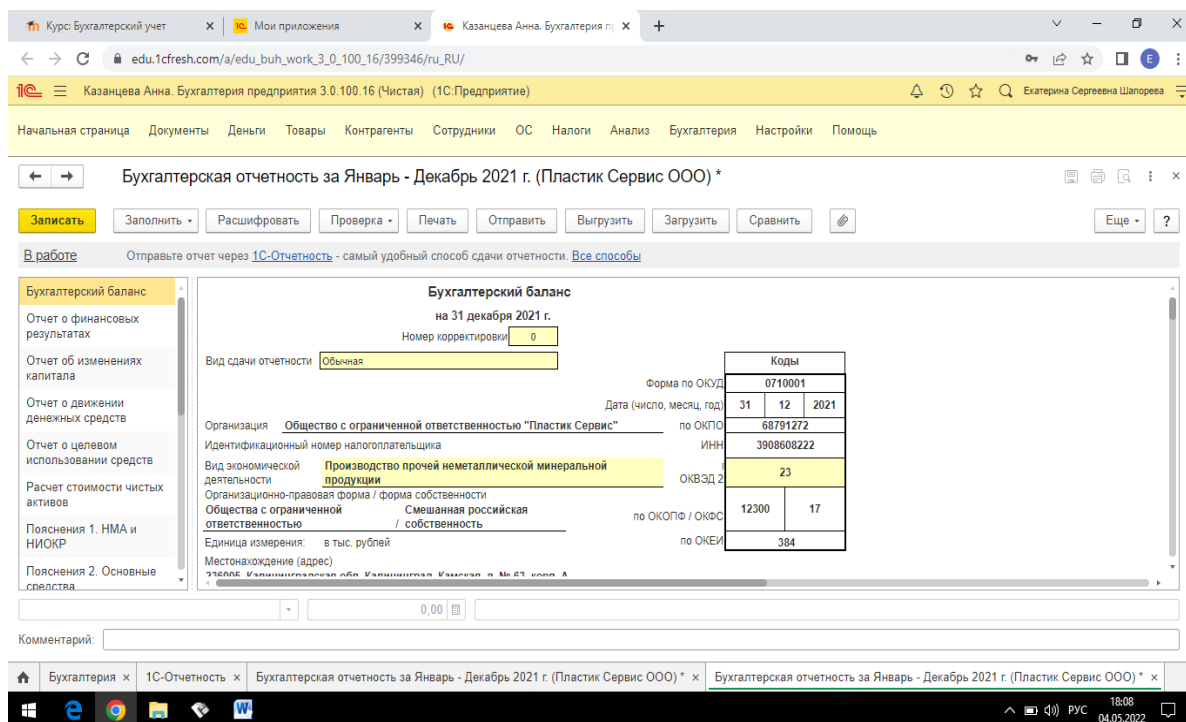 Курс: Бухгалтерский учет
Мои приложения
Казанцева Анна. Бухгалтерия п
edu.1cfresh.com/a/edu_buh_work_3_0_100_16/399346/ru_RU/
E
Казанцева Анна. Бухгалтерия предприятия 3.0.100.16 (Чистая) (1С:Предприятие)
Екатерина Сергеевна Шапорева
Начальная страница Документы Деньги Товары Контрагенты Сотрудники ОС Налоги Анализ Бухгалтерия Настройки Помощь
Бухгалтерская отчетность за Январь - Декабрь 2021 г. (Пластик Сервис ООО) *
Записать Заполнить Расшифровать Проверка Печать Отправить Выгрузить Загрузить Сравнить Еще ?
В работе Отправьте отчет через 1С-Отчетность - самый удобный способ сдачи отчетности. Все способы
Бухгалтерский баланс
Отчет о финансовых
результатах
Отчет об изменениях
капитала
Отчет о движении
денежных средств
Отчет о целевом
использовании средств
Расчет стоимости чистых
активов
Пояснения 1. НМА и
НИОКР
Пояснения 2. Основные
средства
Бухгалтерский баланс
на 31 декабря 2021 г.
Номер корректировки 0
Вид сдачи отчетности Обычная
Коды
Форма по ОКУД 0710001
Дата (число, месяц, год) 31 12 2021
Организация Общество с ограниченной ответственностью "Пластик Сервис" по ОКПО 68791272
Идентификационный номер налогоплательщика ИНН 3908608222
Вид экономической Производство прочей неметаллической минеральной
деятельности продукции ОКВЭД 2 23
Организационно-правовая форма / форма собственности
Общества с ограниченной Смешанная российская
ответственностью / собственность по ОКОПФ / ОКФС 12300 17
Единица измерения: в тыс. рублей по ОКЕИ 384
Местонахождение (адрес)
236005, Калининградская обл, Калининград, Камская, д. № 63, корп. А
0,00
Комментарий:
Бухгалтерия × 1С-Отчетность × Бухгалтерская отчетность за Январь - Декабрь 2021 г. (Пластик Сервис ООО) * × Бухгалтерская отчетность за Январь - Декабрь 2021 г. (Пластик Сервис ООО) * ×
РУС
18:08
04.05.2022